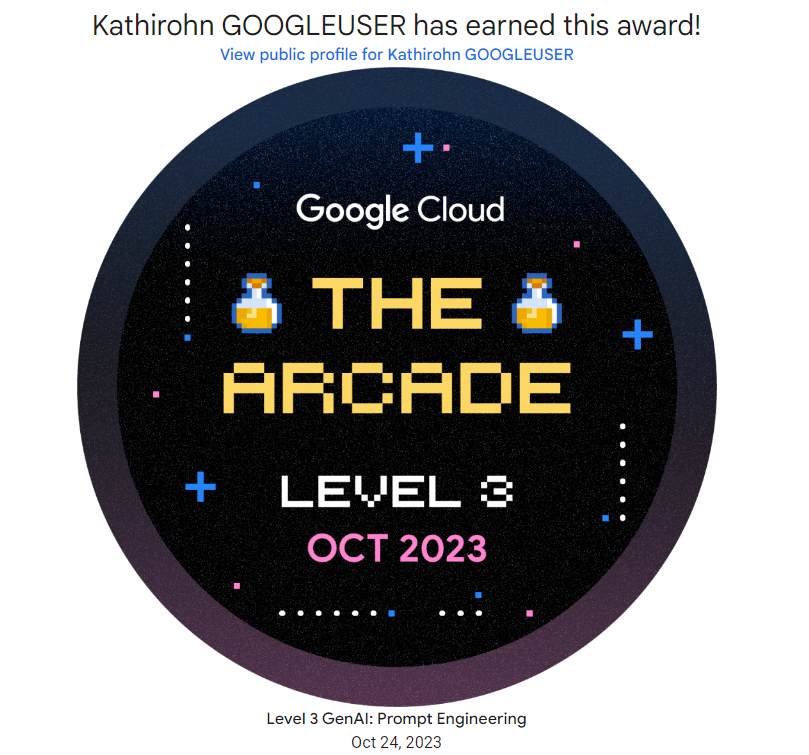 Kathirohn GOOGLEUSER has earned this award!
View public profile for Kathirohn GOOGLEUSER
Google Cloud
THE
ARCADE
LEVEL 3
OCT 2023
Level 3 GenAI: Prompt Engineering
Oct 24, 2023